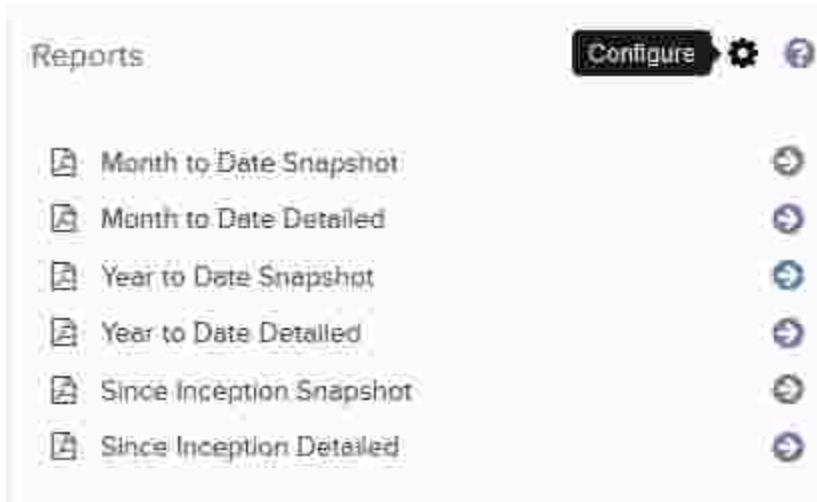 Reports
Configure
Month to Date Snapshot
Month to Date Detailed
Year to Date Snapshot
Year to Date Detailed
Since Inception Snapshot
Since Inception Detailed